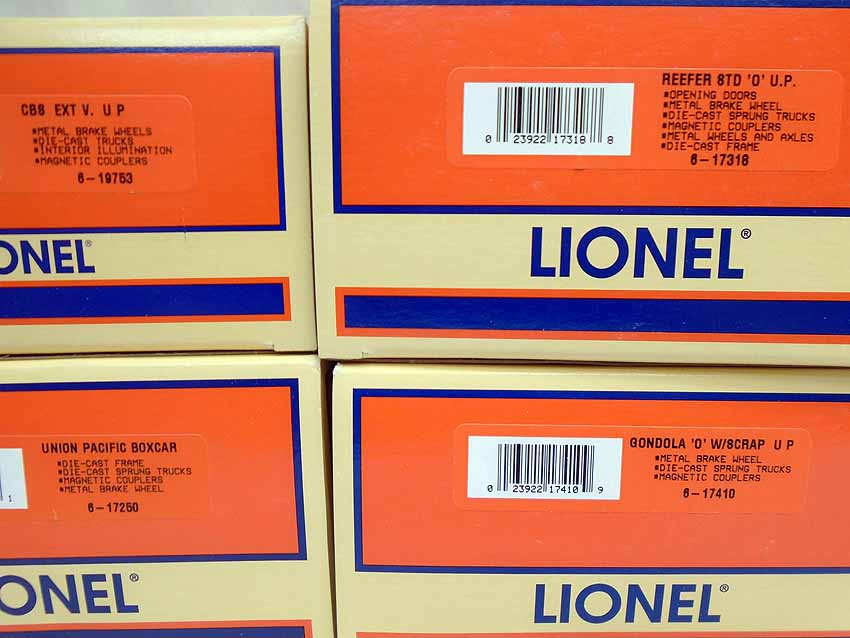 CB8 EXT V. U P
*METAL BRAKE WHEELS
*DIE-CAST TRUCKS
*INTERIOR ILLUMINATION
*MAGNETIC COUPLERS
6-19753
ONEL®
REEFER 8TD 'O' U.P.
*OPENING DOORS
*METAL BRAKE WHEEL
*DIE-CAST SPRUNG TRUCKS
*MAGNETIC COUPLERS
*METAL WHEELS AND AXLES
*DIE-CAST FRAME
6-17318
0 23922 17318 8
LIONEL®
UNION PACIFIC BOXCAR
*DIE-CAST FRAME
*DIE-CAST SPRUNG TRUCKS
*MAGNETIC COUPLERS
*METAL BRAKE WHEEL
6-17250
1
ONEL®
GONDOLA 'O' W/8CRAP U P
*METAL BRAKE WHEEL
*DIE-CAST SPRUNG TRUCKS
*MAGNETIC COUPLERS
6-17410
0 23922 17410 9
LIONEL®